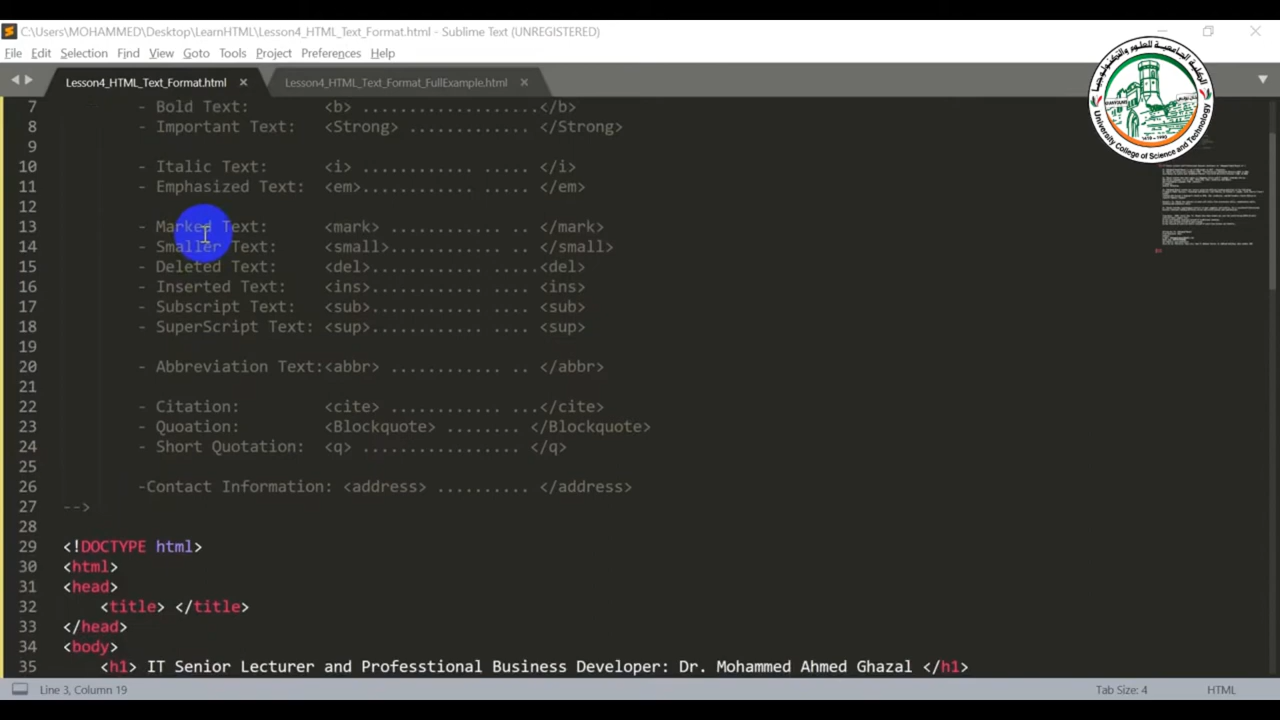 C:\Users\MOHAMMED\Desktop\LearnHTML\Lesson4_HTML_Text_Format.html - Sublime Text (UNREGISTERED)
File Edit Selection Find View Goto Tools Project Preferences Help
Lesson4_HTML_Text_Format.html × Lesson4_HTML_Text_Format_FullExample.html ×
University College of Science and Technology
7 - Bold Text: <b> ...................</b>
8 - Important Text: <Strong> ............. </Strong>
9
10 - Italic Text: <i> ............ .... </i>
11 - Emphasized Text: <em>............ .... </em>
12
13 - Marked Text: <mark> ............ .. </mark>
14 - Smaller Text: <small>............ .. </small>
15 - Deleted Text: <del>............ .... <del>
16 - Inserted Text: <ins>............ .... <ins>
17 - Subscript Text: <sub>............ .... <sub>
18 - SuperScript Text: <sup>............ .... <sup>
19
20 - Abbreviation Text:<abbr> ............ .. </abbr>
21
22 - Citation: <cite> ............ ...</cite>
23 - Quoation: <Blockquote> ........ </Blockquote>
24 - Short Quotation: <q> ................. </q>
25
26 -Contact Information: <address> .......... </address>
27 -->
28
29 <!DOCTYPE html>
30 <html>
31 <head>
32 <title> </title>
33 </head>
34 <body>
35 <h1> IT Senior Lecturer and Professtional Business Developer: Dr. Mohammed Ahmed Ghazal </h1>
Line 3, Column 19 Tab Size: 4 HTML